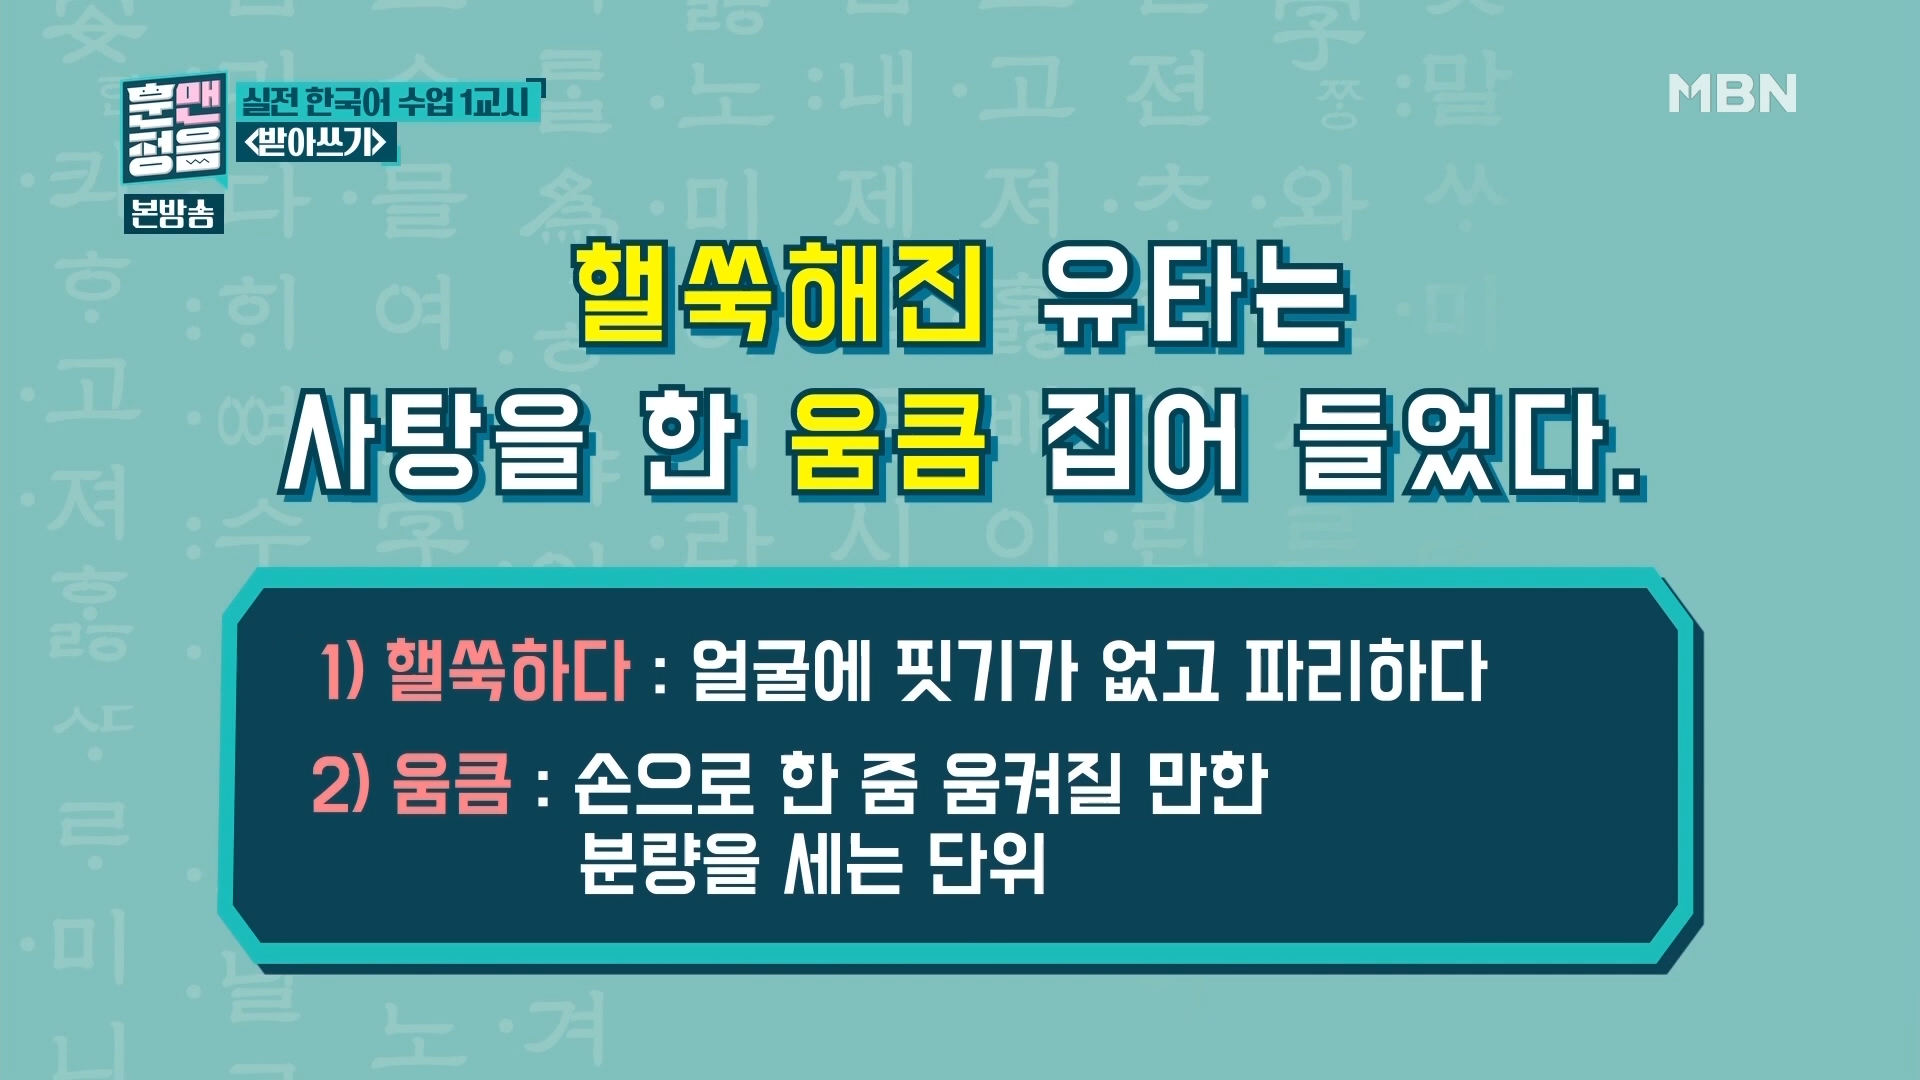 훈맨정음
실전 한국어 수업 1교시
<받아쓰기>
본방송
MBN
핼쑥해진 유타는
사탕을 한 움큼 집어 들었다.
1) 핼쑥하다 : 얼굴에 핏기가 없고 파리하다
2) 움큼 : 손으로 한 줌 움켜질 만한
분량을 세는 단위